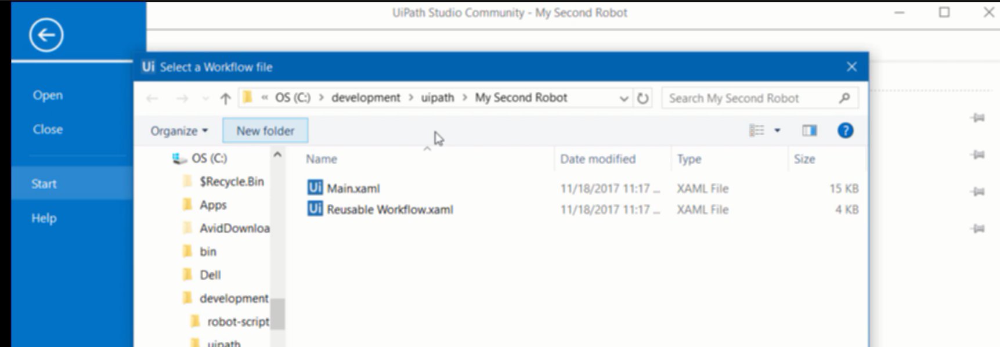 UiPath Studio Community - My Second Robot
Ui Select a Workflow file
« OS (C:) > development > uipath > My Second Robot
Search My Second Robot
Open
Close
Start
Help
Organize New folder
?
OS (C:)
$Recycle.Bin
Apps
AvidDownloa
bin
Dell
development
robot-script
uipath
Name Date modified Type Size
Ui Main.xaml 11/18/2017 11:17 ... XAML File 15 KB
Ui Reusable Workflow.xaml 11/18/2017 11:17 ... XAML File 4 KB